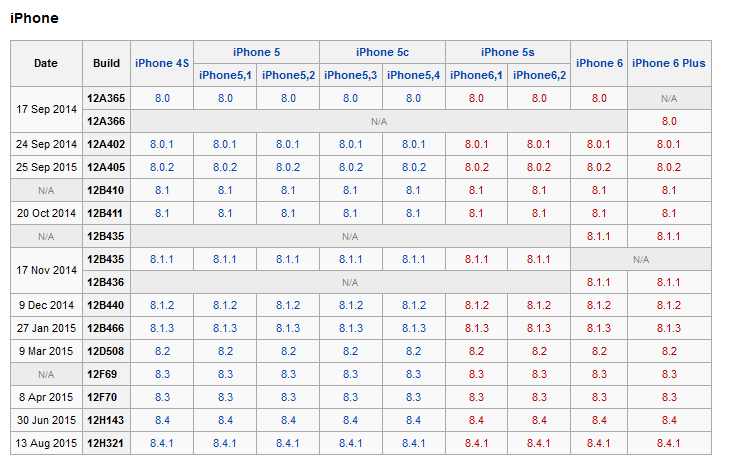 iPhone
Date Build iPhone 4S iPhone 5 iPhone 5c iPhone 5s iPhone 6 iPhone 6 Plus
iPhone5,1 iPhone5,2 iPhone5,3 iPhone5,4 iPhone6,1 iPhone6,2
17 Sep 2014 12A365 8.0 8.0 8.0 8.0 8.0 8.0 8.0 8.0 N/A
12A366 N/A 8.0
24 Sep 2014 12A402 8.0.1 8.0.1 8.0.1 8.0.1 8.0.1 8.0.1 8.0.1 8.0.1 8.0.1
25 Sep 2015 12A405 8.0.2 8.0.2 8.0.2 8.0.2 8.0.2 8.0.2 8.0.2 8.0.2 8.0.2
N/A 12B410 8.1 8.1 8.1 8.1 8.1 8.1 8.1 8.1 8.1
20 Oct 2014 12B411 8.1 8.1 8.1 8.1 8.1 8.1 8.1 8.1 8.1
N/A 12B435 N/A 8.1.1 8.1.1
17 Nov 2014 12B435 8.1.1 8.1.1 8.1.1 8.1.1 8.1.1 8.1.1 8.1.1 N/A
12B436 N/A 8.1.1 8.1.1
9 Dec 2014 12B440 8.1.2 8.1.2 8.1.2 8.1.2 8.1.2 8.1.2 8.1.2 8.1.2 8.1.2
27 Jan 2015 12B466 8.1.3 8.1.3 8.1.3 8.1.3 8.1.3 8.1.3 8.1.3 8.1.3 8.1.3
9 Mar 2015 12D508 8.2 8.2 8.2 8.2 8.2 8.2 8.2 8.2 8.2
N/A 12F69 8.3 8.3 8.3 8.3 8.3 8.3 8.3 8.3 8.3
8 Apr 2015 12F70 8.3 8.3 8.3 8.3 8.3 8.3 8.3 8.3 8.3
30 Jun 2015 12H143 8.4 8.4 8.4 8.4 8.4 8.4 8.4 8.4 8.4
13 Aug 2015 12H321 8.4.1 8.4.1 8.4.1 8.4.1 8.4.1 8.4.1 8.4.1 8.4.1 8.4.1